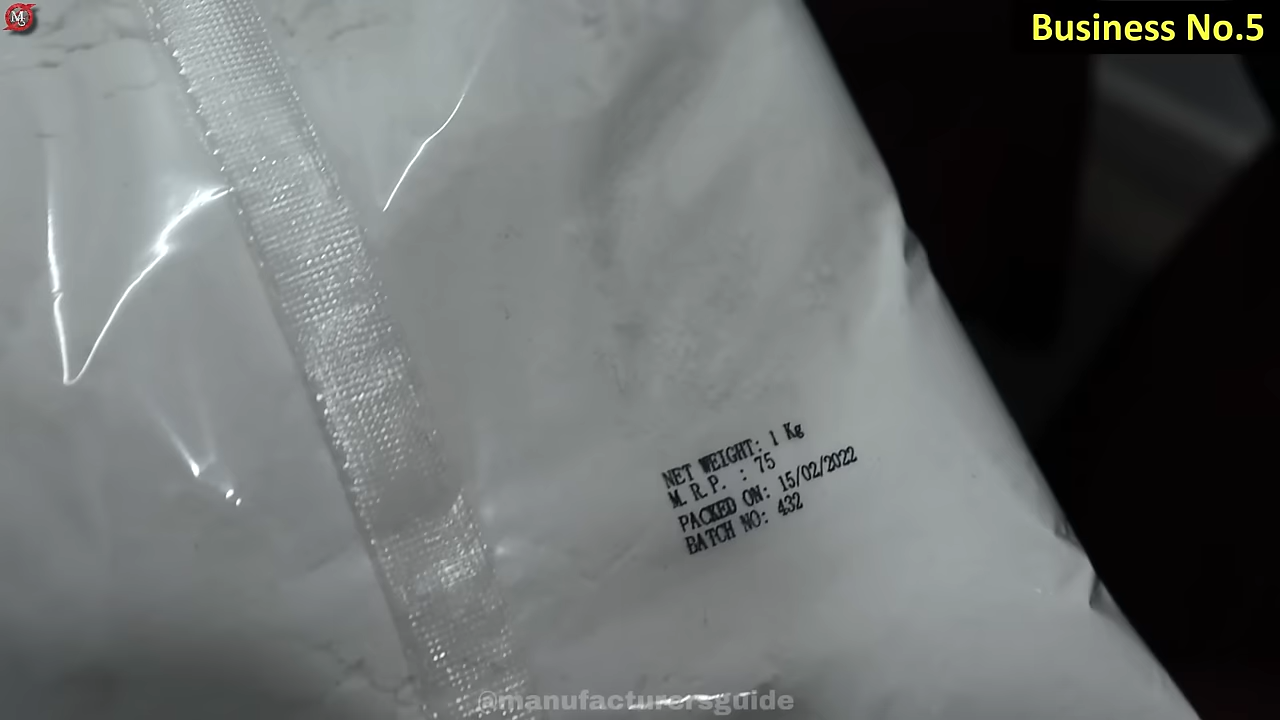 Business No.5
NET WEIGHT: 1 Kg
M.R.P. : 75
PACKED ON: 15/02/2022
BATCH NO: 432
@manufacturersguide